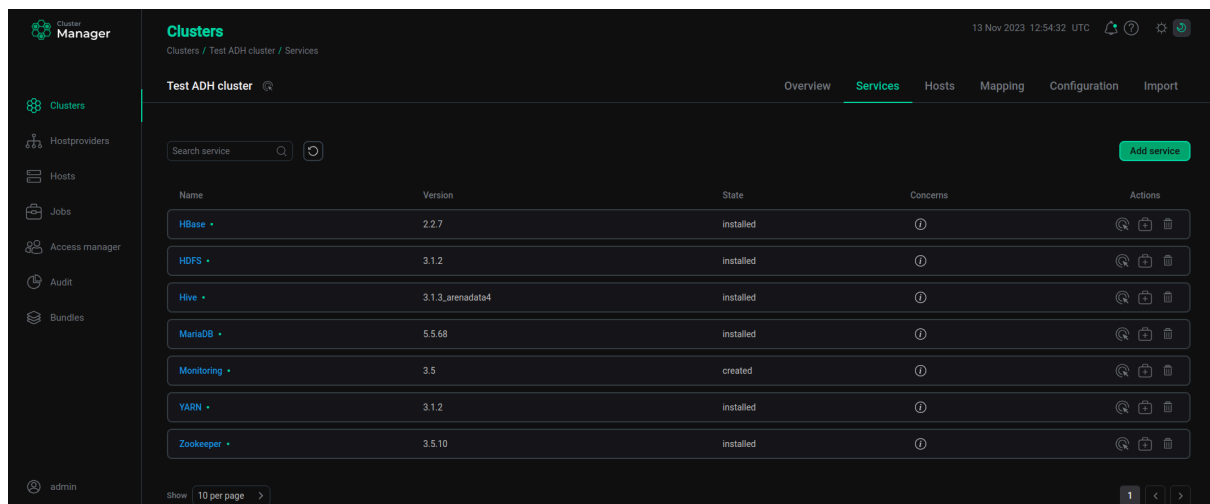 Cluster
Manager
Clusters
13 Nov 2023 12:54:32 UTC
Clusters / Test ADH cluster / Services
Test ADH cluster
Overview Services Hosts Mapping Configuration Import
Clusters
Hostproviders
Hosts
Jobs
Access manager
Audit
Bundles
admin
Search service
Add service
Name Version State Concerns Actions
HBase 2.2.7 installed
HDFS 3.1.2 installed
Hive 3.1.3_arenadata4 installed
MariaDB 5.5.68 installed
Monitoring 3.5 created
YARN 3.1.2 installed
Zookeeper 3.5.10 installed
Show 10 per page
1